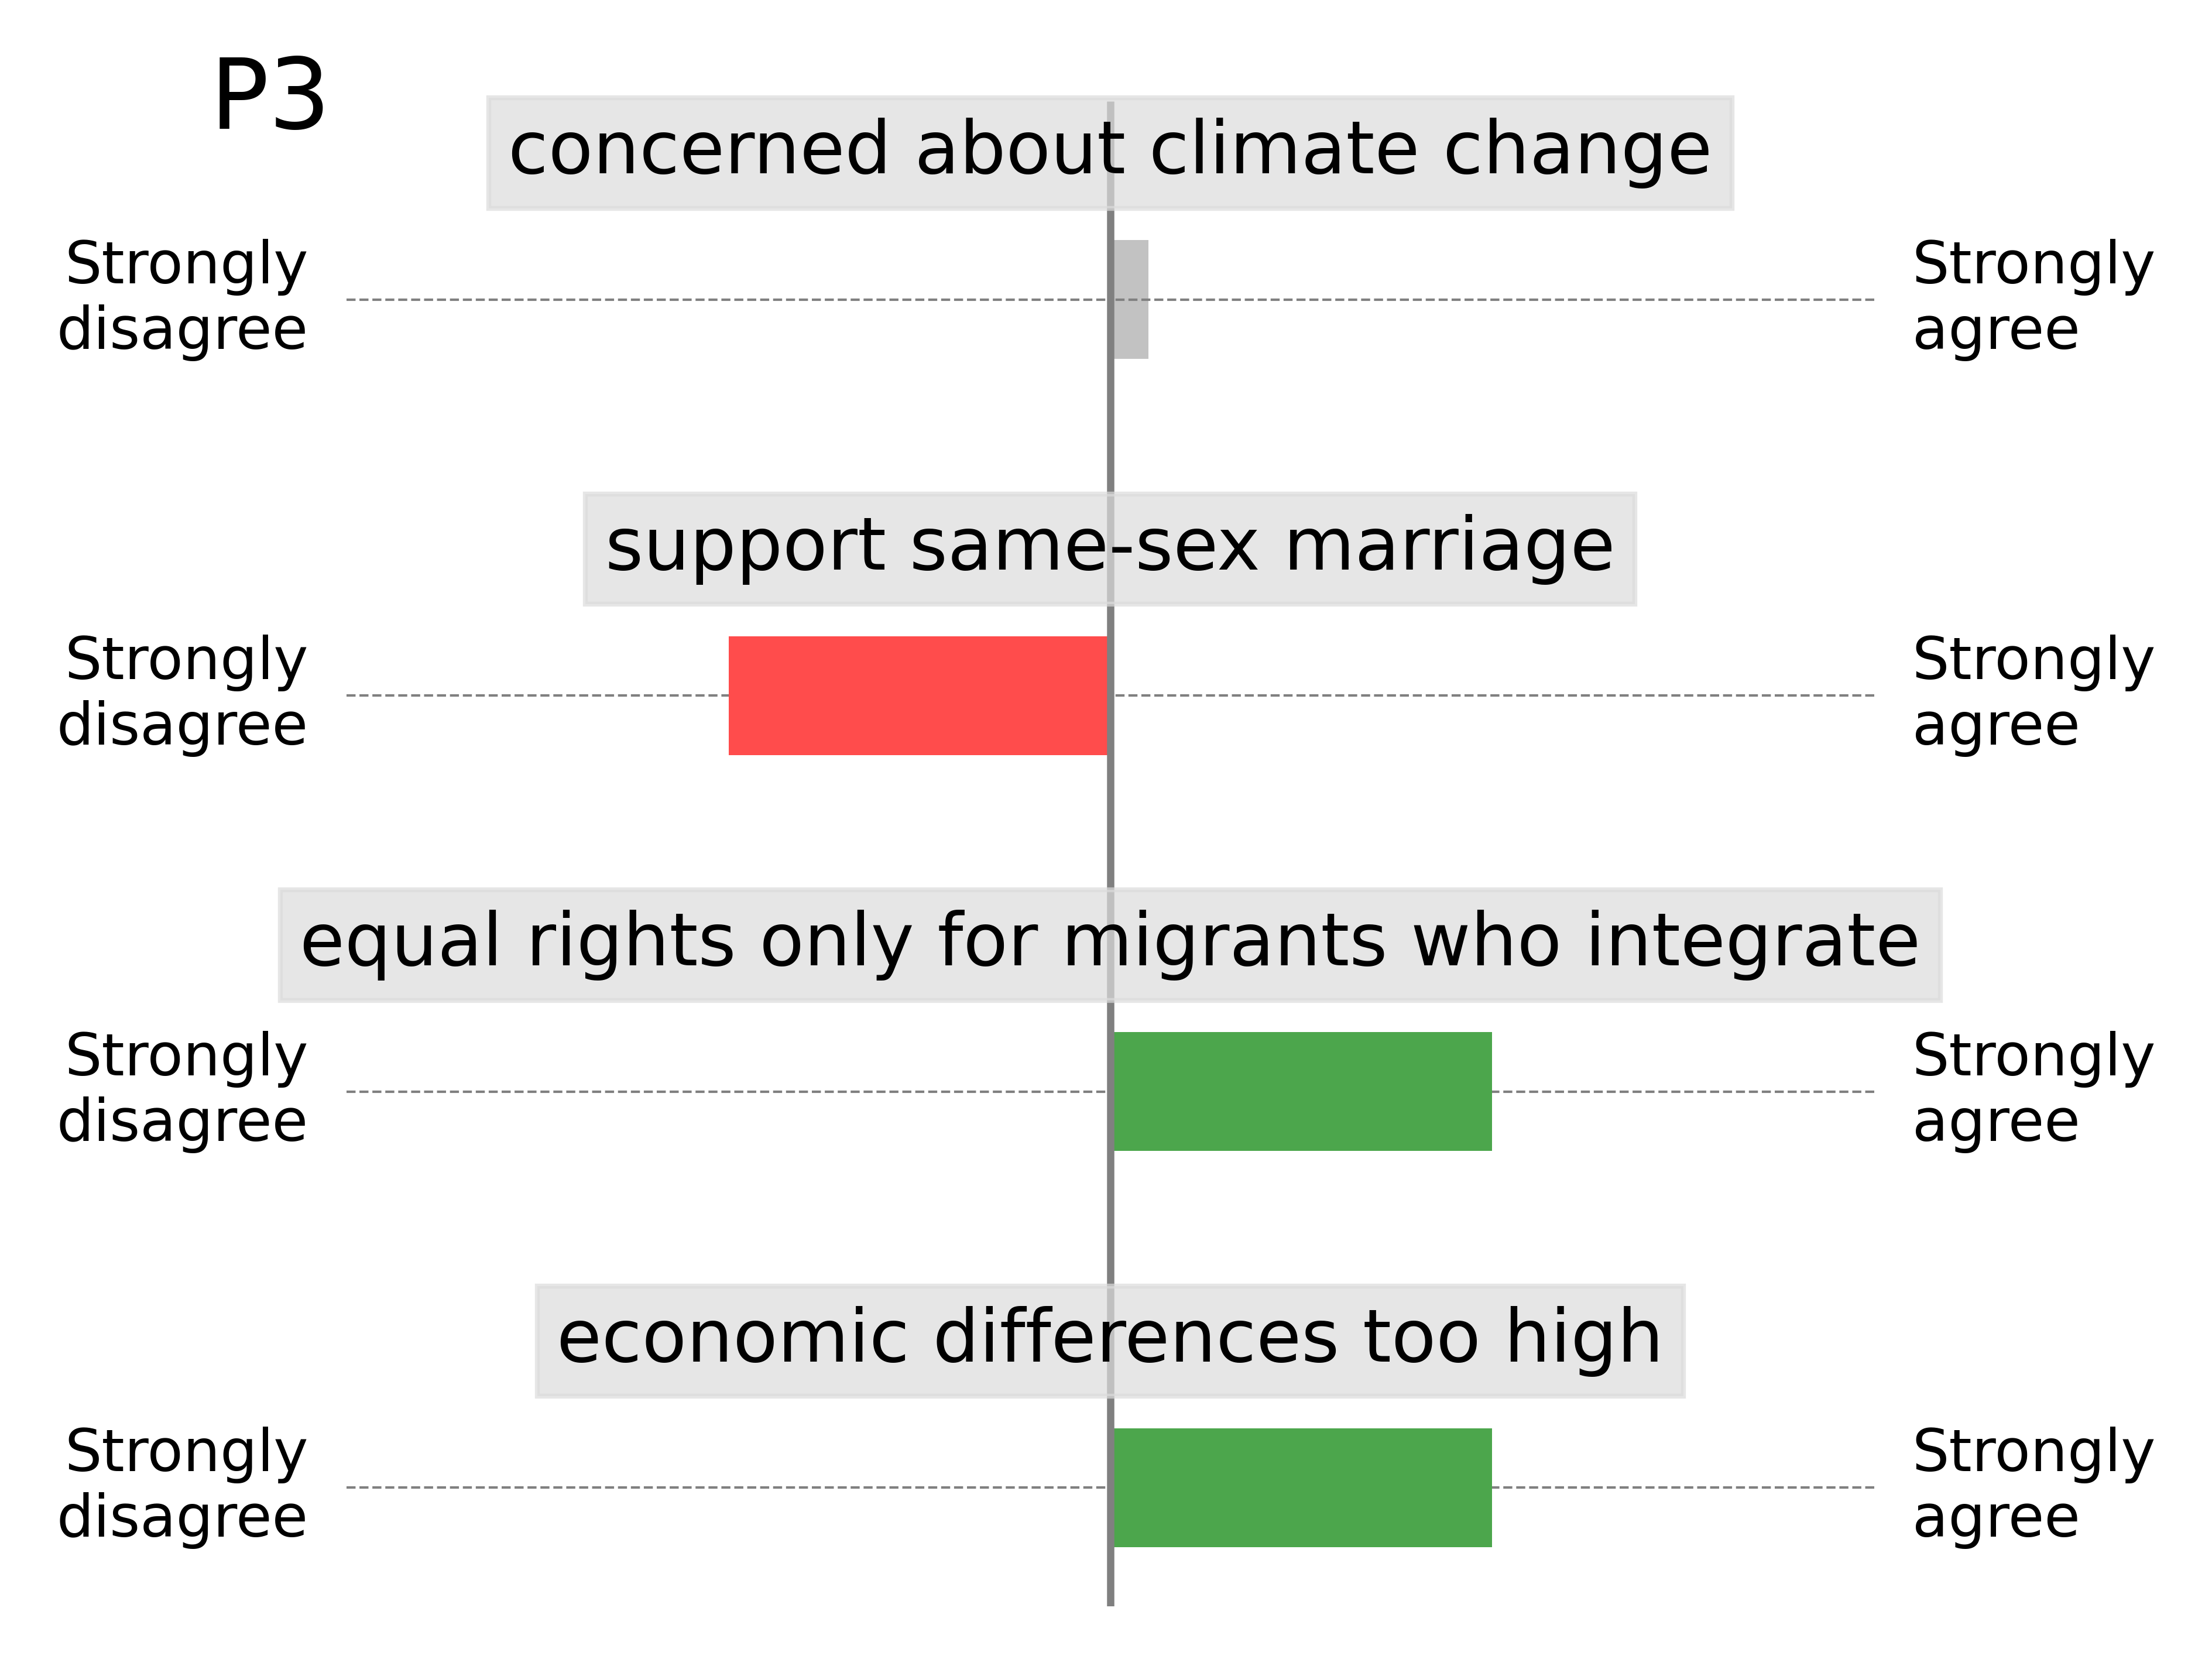 P3
concerned about climate change
Strongly
disagree
Strongly
agree
support same-sex marriage
Strongly
disagree
Strongly
agree
equal rights only for migrants who integrate
Strongly
disagree
Strongly
agree
economic differences too high
Strongly
disagree
Strongly
agree